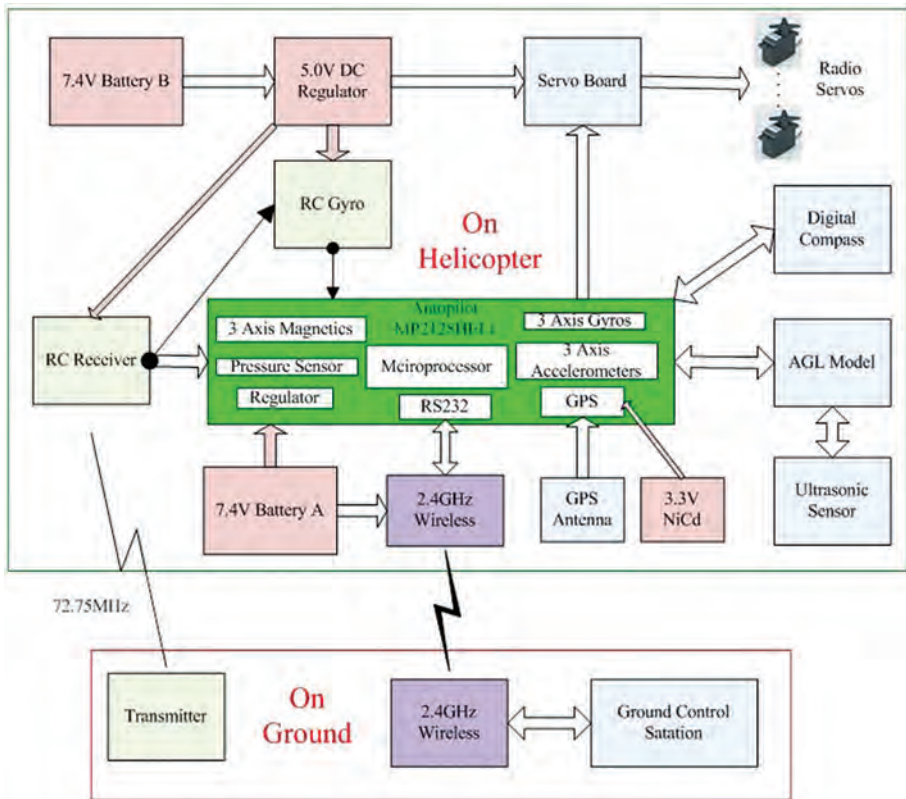 7.4V Battery B
5.0V DC
Regulator
Servo Board
Radio
Servos
RC Gyro
On
Helicopter
Digital
Compass
RC Receiver
Autopilot
3 Axis Magnetics
3 Axis Gyros
Pressure Sensor
Meiroprocessor
3 Axis
Accelerometers
Regulator
RS232
GPS
AGL Model
7.4V Battery A
2.4GHz
Wireless
GPS
Antenna
3.3V
NiCd
Ultrasonic
Sensor
72.75MHz
Transmitter
On
Ground
2.4GHz
Wireless
Ground Control
Satation